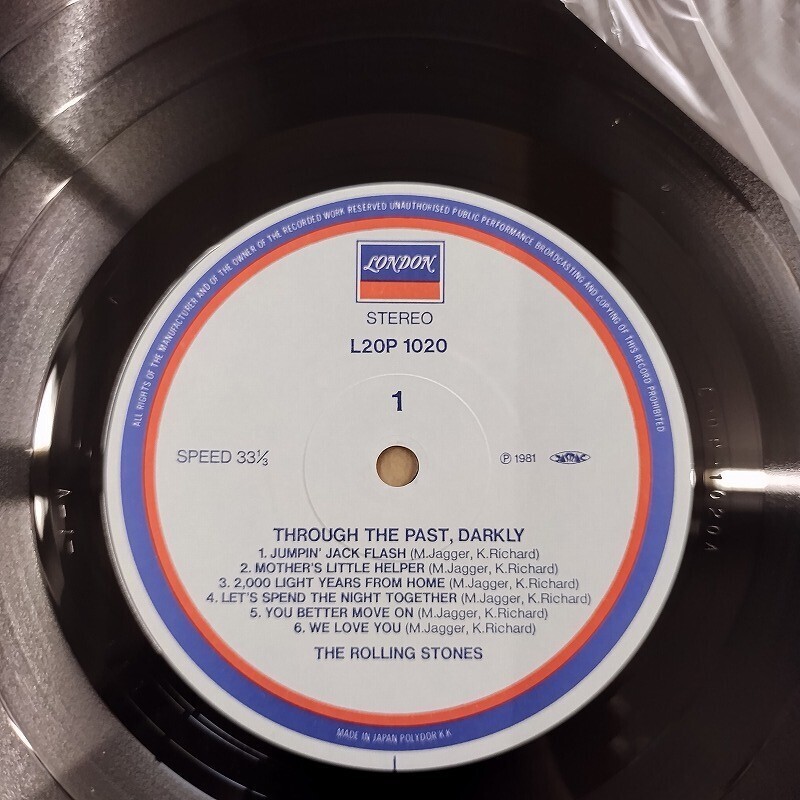 ALL RIGHTS OF THE MANUFACTURER AND OF THE OWNER OF THE RECORDED WORK RESERVED UNAUTHORISED PUBLIC PERFORMANCE BROADCASTING AND COPYING OF THIS RECORD PROHIBITED
LONDON
STEREO
L20P 1020
1
SPEED 33⅓
Ⓟ 1981 JASRAC
THROUGH THE PAST, DARKLY
1. JUMPIN' JACK FLASH (M.Jagger, K.Richard)
2. MOTHER'S LITTLE HELPER (M.Jagger, K.Richard)
3. 2,000 LIGHT YEARS FROM HOME (M.Jagger, K.Richard)
4. LET'S SPEND THE NIGHT TOGETHER (M.Jagger, K.Richard)
5. YOU BETTER MOVE ON (M.Jagger, K.Richard)
6. WE LOVE YOU (M.Jagger, K.Richard)
THE ROLLING STONES
MADE IN JAPAN POLYDOR K.K